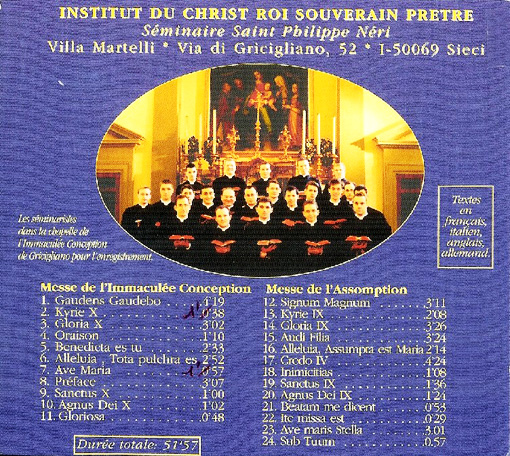 INSTITUT DU CHRIST ROI SOUVERAIN PRETRE
Séminaire Saint Philippe Néri
Villa Martelli * Via di Gricigliano, 52 * I-50069 Sieci
Les séminaristes
dans la chapelle de
l'Immaculée Conception
de Gricigliano pour l'enregistrement.
Textes
en
français,
italien,
anglais,
allemand.
Messe de l'Immaculée Conception
1. Gaudens Gaudebo . . . . 1'19
2. Kyrie X . . . . 1'0'38
3. Gloria X . . . . 3'02
4. Oraison . . . . 1'10
5. Benedicta es tu . . . . 2'33
6. Alleluia , Tota pulchra es 2'52
7. Ave Maria . . . . 1'0'57
8. Préface . . . . 3'07
9. Sanctus X . . . . 1'00
10. Agnus Dei X . . . . 1'02
11. Gloriosa . . . . 0'48
Durée totale: 51'57
Messe de l'Assomption
12. Signum Magnum . . . . 3'11
13. Kyrie IX . . . . 2'08
14. Gloria IX . . . . 3'26
15. Audi Filia . . . . 3'24
16. Alleluia, Assumpta est Maria 2'14
17. Credo IV . . . . 4'24
18. Inimicitias . . . . 1'08
19. Sanctus IX . . . . 1'36
20. Agnus Dei IX . . . . 1'24
21. Beatam me dicent . . . . 0'53
22. Ite missa est . . . . 0'29
23. Ave maris Stella . . . . 3.01
24. Sub Tuum . . . . 0.57